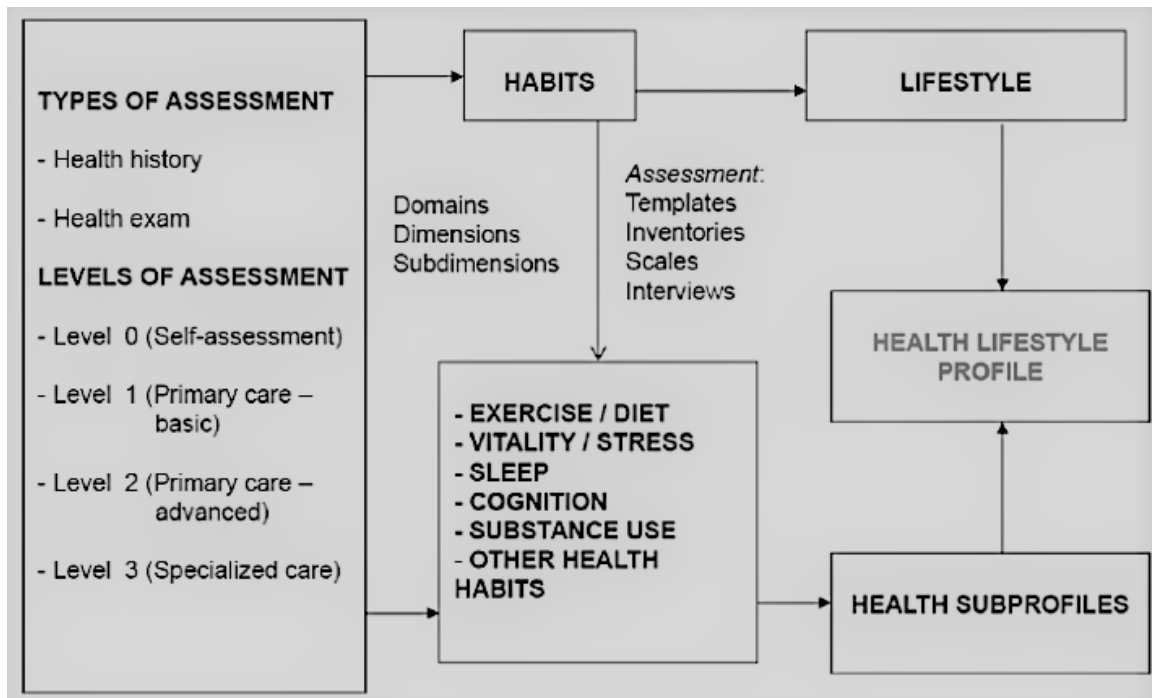 TYPES OF ASSESSMENT
- Health history
- Health exam
LEVELS OF ASSESSMENT
- Level 0 (Self-assessment)
- Level 1 (Primary care –
basic)
- Level 2 (Primary care –
advanced)
- Level 3 (Specialized care)
HABITS
LIFESTYLE
Domains
Dimensions
Subdimensions
Assessment:
Templates
Inventories
Scales
Interviews
- EXERCISE / DIET
- VITALITY / STRESS
- SLEEP
- COGNITION
- SUBSTANCE USE
- OTHER HEALTH
HABITS
HEALTH LIFESTYLE
PROFILE
HEALTH SUBPROFILES